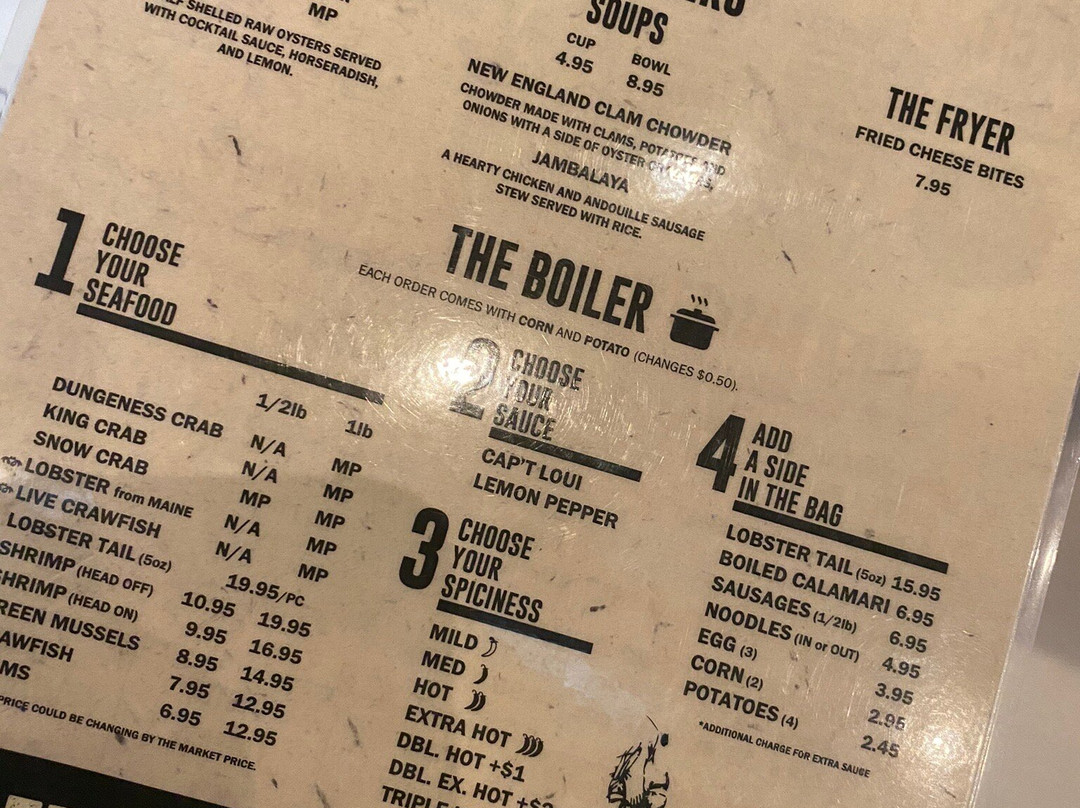 MP
SHELLED RAW OYSTERS SERVED
WITH COCKTAIL SAUCE, HORSERADISH,
AND LEMON.
SOUPS
CUP BOWL
4.95 8.95
NEW ENGLAND CLAM CHOWDER
CHOWDER MADE WITH CLAMS, POTATOES AND
ONIONS WITH A SIDE OF OYSTER
JAMBALAYA
A HEARTY CHICKEN AND ANDOUILLE SAUSAGE
STEW SERVED WITH RICE.
THE FRYER
FRIED CHEESE BITES
7.95
THE BOILER
EACH ORDER COMES WITH CORN AND POTATO (CHANGES $0.50).
1 CHOOSE
YOUR
SEAFOOD
1/2lb 1lb
DUNGENESS CRAB N/A MP
KING CRAB N/A MP
SNOW CRAB MP MP
LOBSTER from MAINE N/A MP
LIVE CRAWFISH N/A MP
LOBSTER TAIL (5oz) 19.95/PC
SHRIMP (HEAD OFF) 10.95 19.95
SHRIMP (HEAD ON) 9.95 16.95
MUSSELS 8.95 14.95
7.95 12.95
6.95 12.95
PRICE COULD BE CHANGING BY THE MARKET PRICE.
2 CHOOSE
YOUR
SAUCE
CAP'T LOUI
LEMON PEPPER
3 CHOOSE
YOUR
SPICINESS
MILD
MED
HOT
EXTRA HOT
DBL. HOT +$1
DBL. EX. HOT
TRIPLE
4 ADD
A SIDE
IN THE BAG
LOBSTER TAIL (5oz) 15.95
BOILED CALAMARI 6.95
SAUSAGES (1/2lb) 6.95
NOODLES (IN or OUT) 4.95
EGG (3) 3.95
CORN (2) 2.95
POTATOES (4) 2.45
*ADDITIONAL CHARGE FOR EXTRA SAUCE